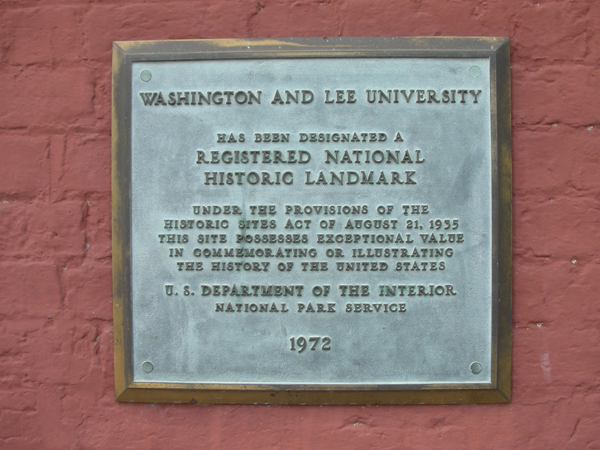 WASHINGTON AND LEE UNIVERSITY
HAS BEEN DESIGNATED A
REGISTERED NATIONAL
HISTORIC LANDMARK
UNDER THE PROVISIONS OF THE
HISTORIC SITES ACT OF AUGUST 21, 1935
THIS SITE POSSESSES EXCEPTIONAL VALUE
IN COMMEMORATING OR ILLUSTRATING
THE HISTORY OF THE UNITED STATES
U. S. DEPARTMENT OF THE INTERIOR
NATIONAL PARK SERVICE
1972